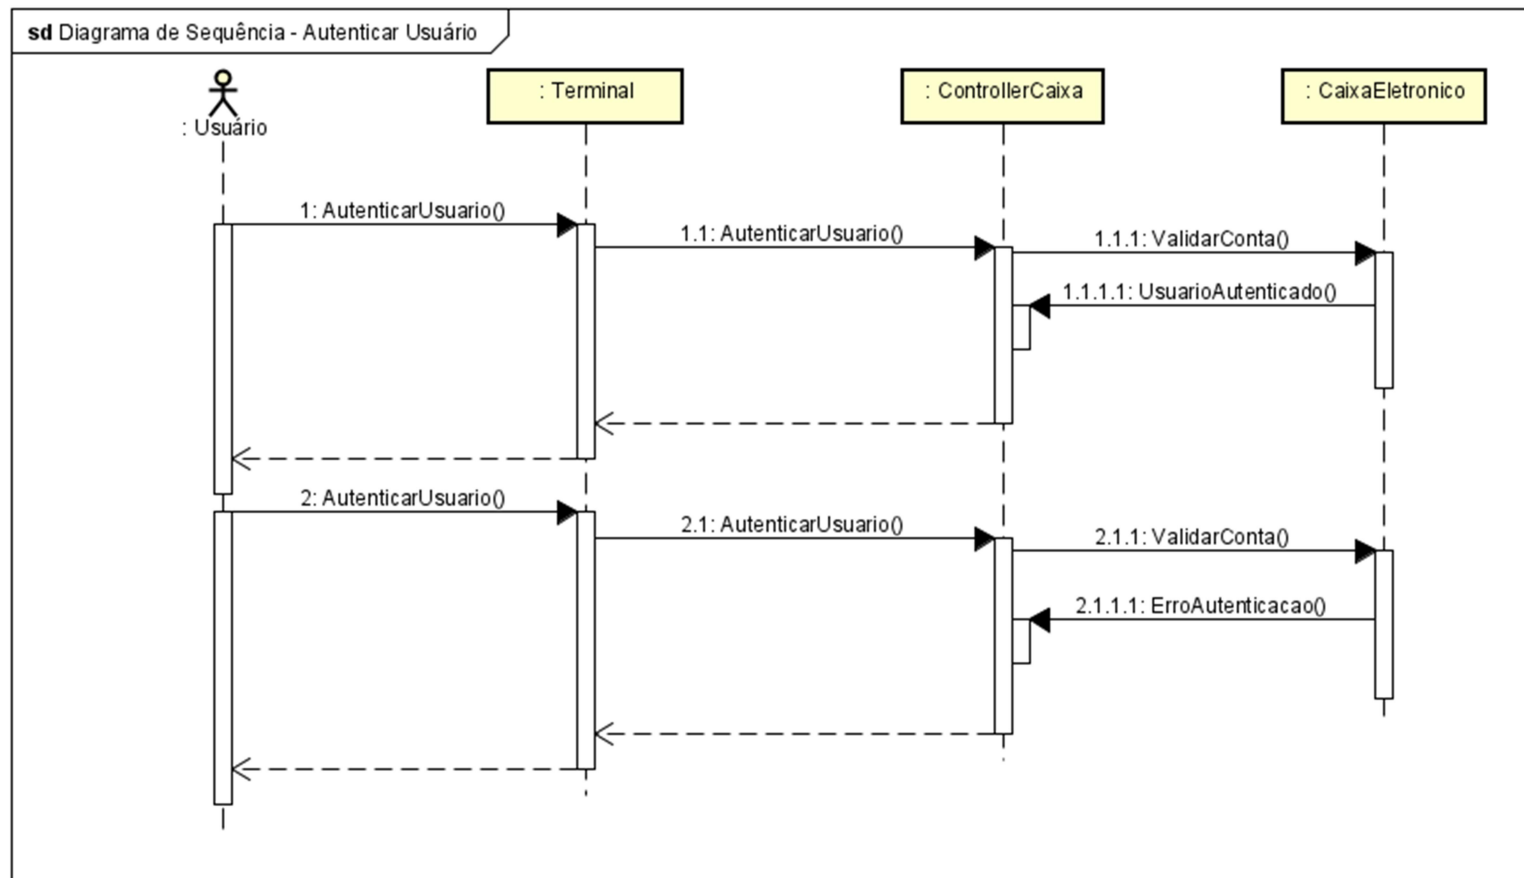 sd Diagrama de Sequência - Autenticar Usuário
: Usuário
: Terminal
: ControllerCaixa
: CaixaEletronico
1: AutenticarUsuario()
1.1: AutenticarUsuario()
1.1.1: ValidarConta()
1.1.1.1: UsuarioAutenticado()
2: AutenticarUsuario()
2.1: AutenticarUsuario()
2.1.1: ValidarConta()
2.1.1.1: ErroAutenticacao()